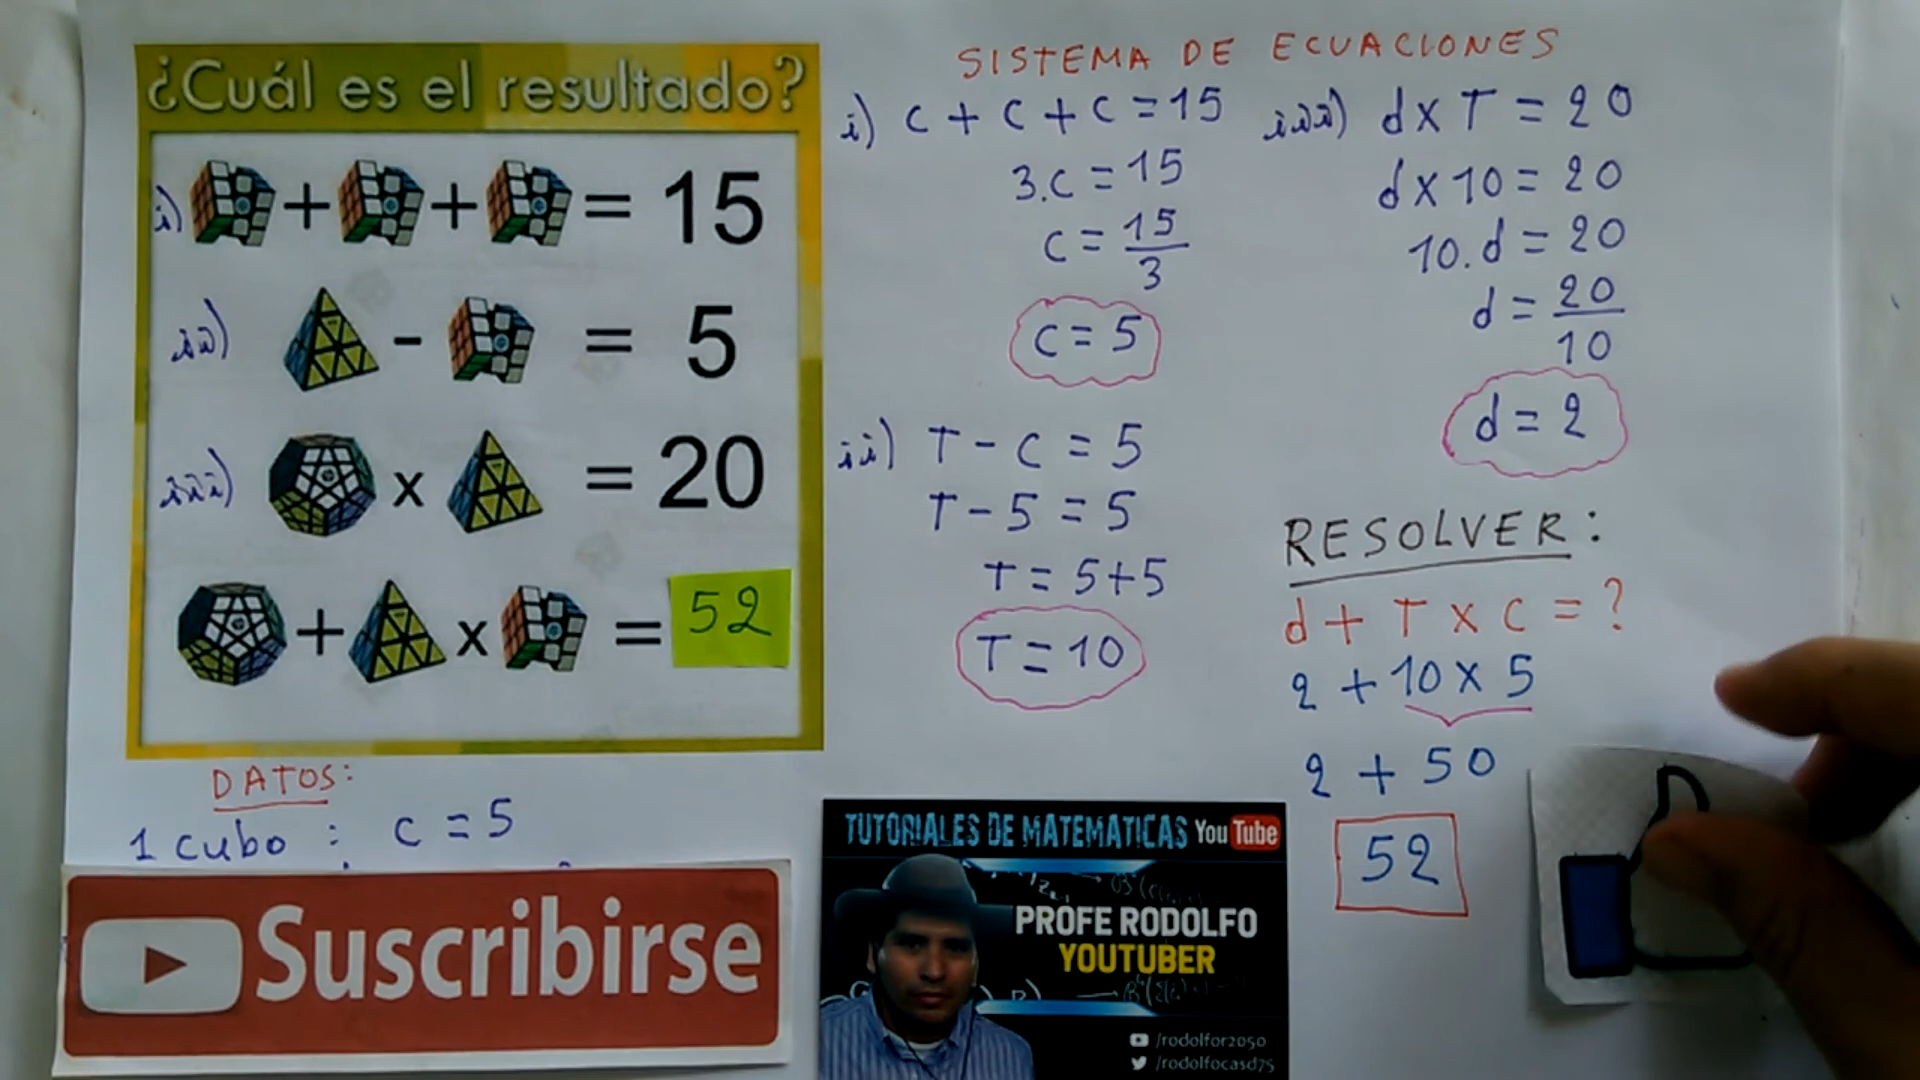 ¿Cuál es el resultado?
i) + + = 15
ii) - = 5
iii) x = 20
+ x = 52
DATOS:
1 cubo : c = 5
SISTEMA DE ECUACIONES
i) c + c + c = 15
3.c = 15
c = 15/3
c = 5
ii) T - c = 5
T - 5 = 5
T = 5+5
T = 10
iii) d x T = 20
d x 10 = 20
10.d = 20
d = 20/10
d = 2
RESOLVER:
d + T x c = ?
2 + 10 x 5
2 + 50
52
Suscribirse
TUTORIALES DE MATEMATICAS YouTube
PROFE RODOLFO
YOUTUBER
/rodolfor2050
/rodolfocasd75